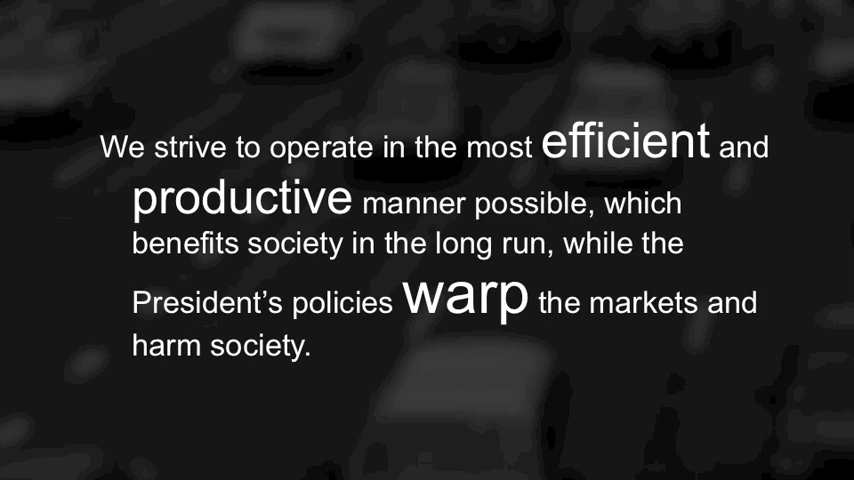 We strive to operate in the most efficient and
productive manner possible, which
benefits society in the long run, while the
President’s policies warp the markets and
harm society.